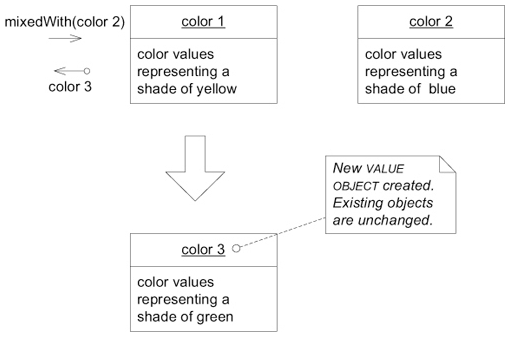 mixedWith(color 2)
color 3
color 1
color values
representing a
shade of yellow
color 2
color values
representing a
shade of blue
New VALUE
OBJECT created.
Existing objects
are unchanged.
color 3
color values
representing a
shade of green